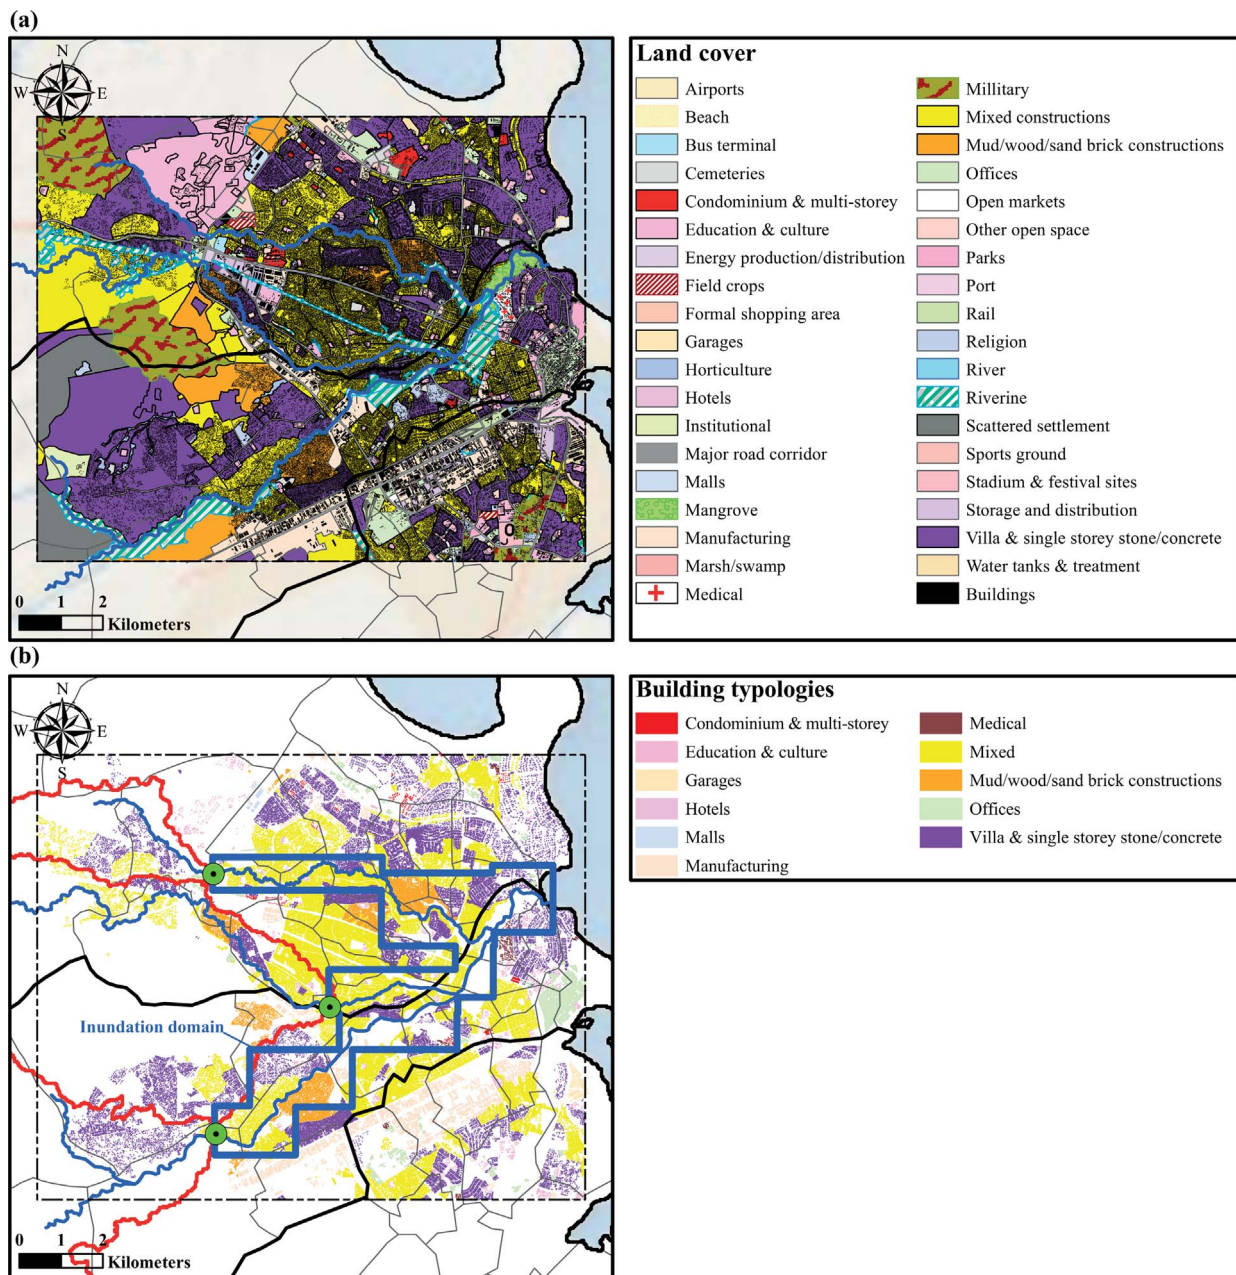 (a)
N
W E
S
0 1 2
Kilometers
Land cover
Airports
Beach
Bus terminal
Cemeteries
Condominium & multi-storey
Education & culture
Energy production/distribution
Field crops
Formal shopping area
Garages
Horticulture
Hotels
Institutional
Major road corridor
Malls
Mangrove
Manufacturing
Marsh/swamp
Medical
Millitary
Mixed constructions
Mud/wood/sand brick constructions
Offices
Open markets
Other open space
Parks
Port
Rail
Religion
River
Riverine
Scattered settlement
Sports ground
Stadium & festival sites
Storage and distribution
Villa & single storey stone/concrete
Water tanks & treatment
Buildings
(b)
N
W E
S
Inundation domain
0 1 2
Kilometers
Building typologies
Condominium & multi-storey
Education & culture
Garages
Hotels
Malls
Manufacturing
Medical
Mixed
Mud/wood/sand brick constructions
Offices
Villa & single storey stone/concrete